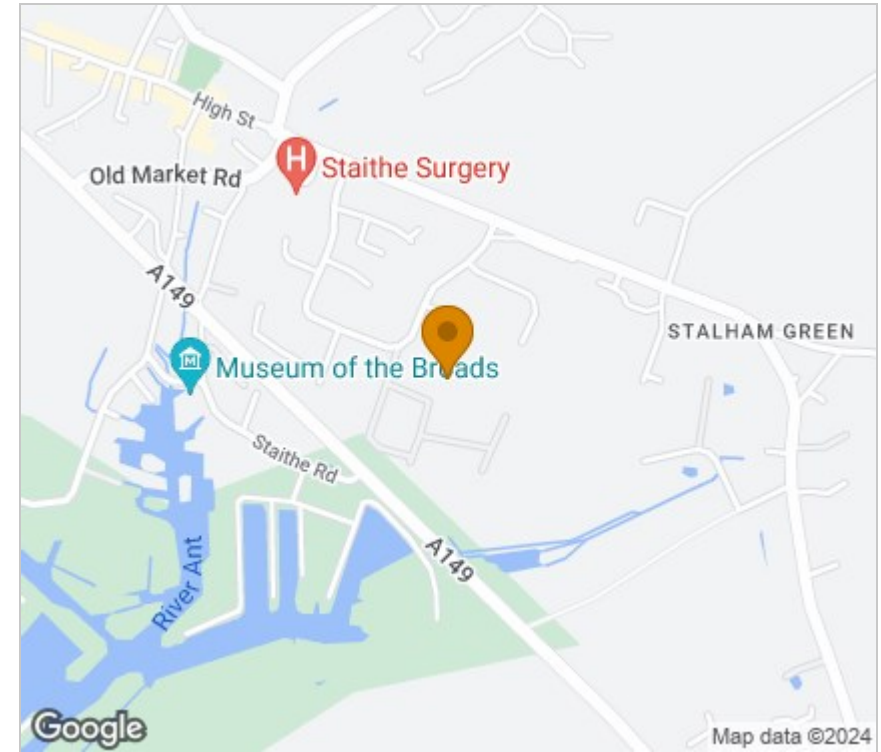 High St
H
Staithe Surgery
Old Market Rd
A149
STALHAM GREEN
M
Museum of the Broads
Staithe Rd
A149
River Ant
Google
Map data ©2024